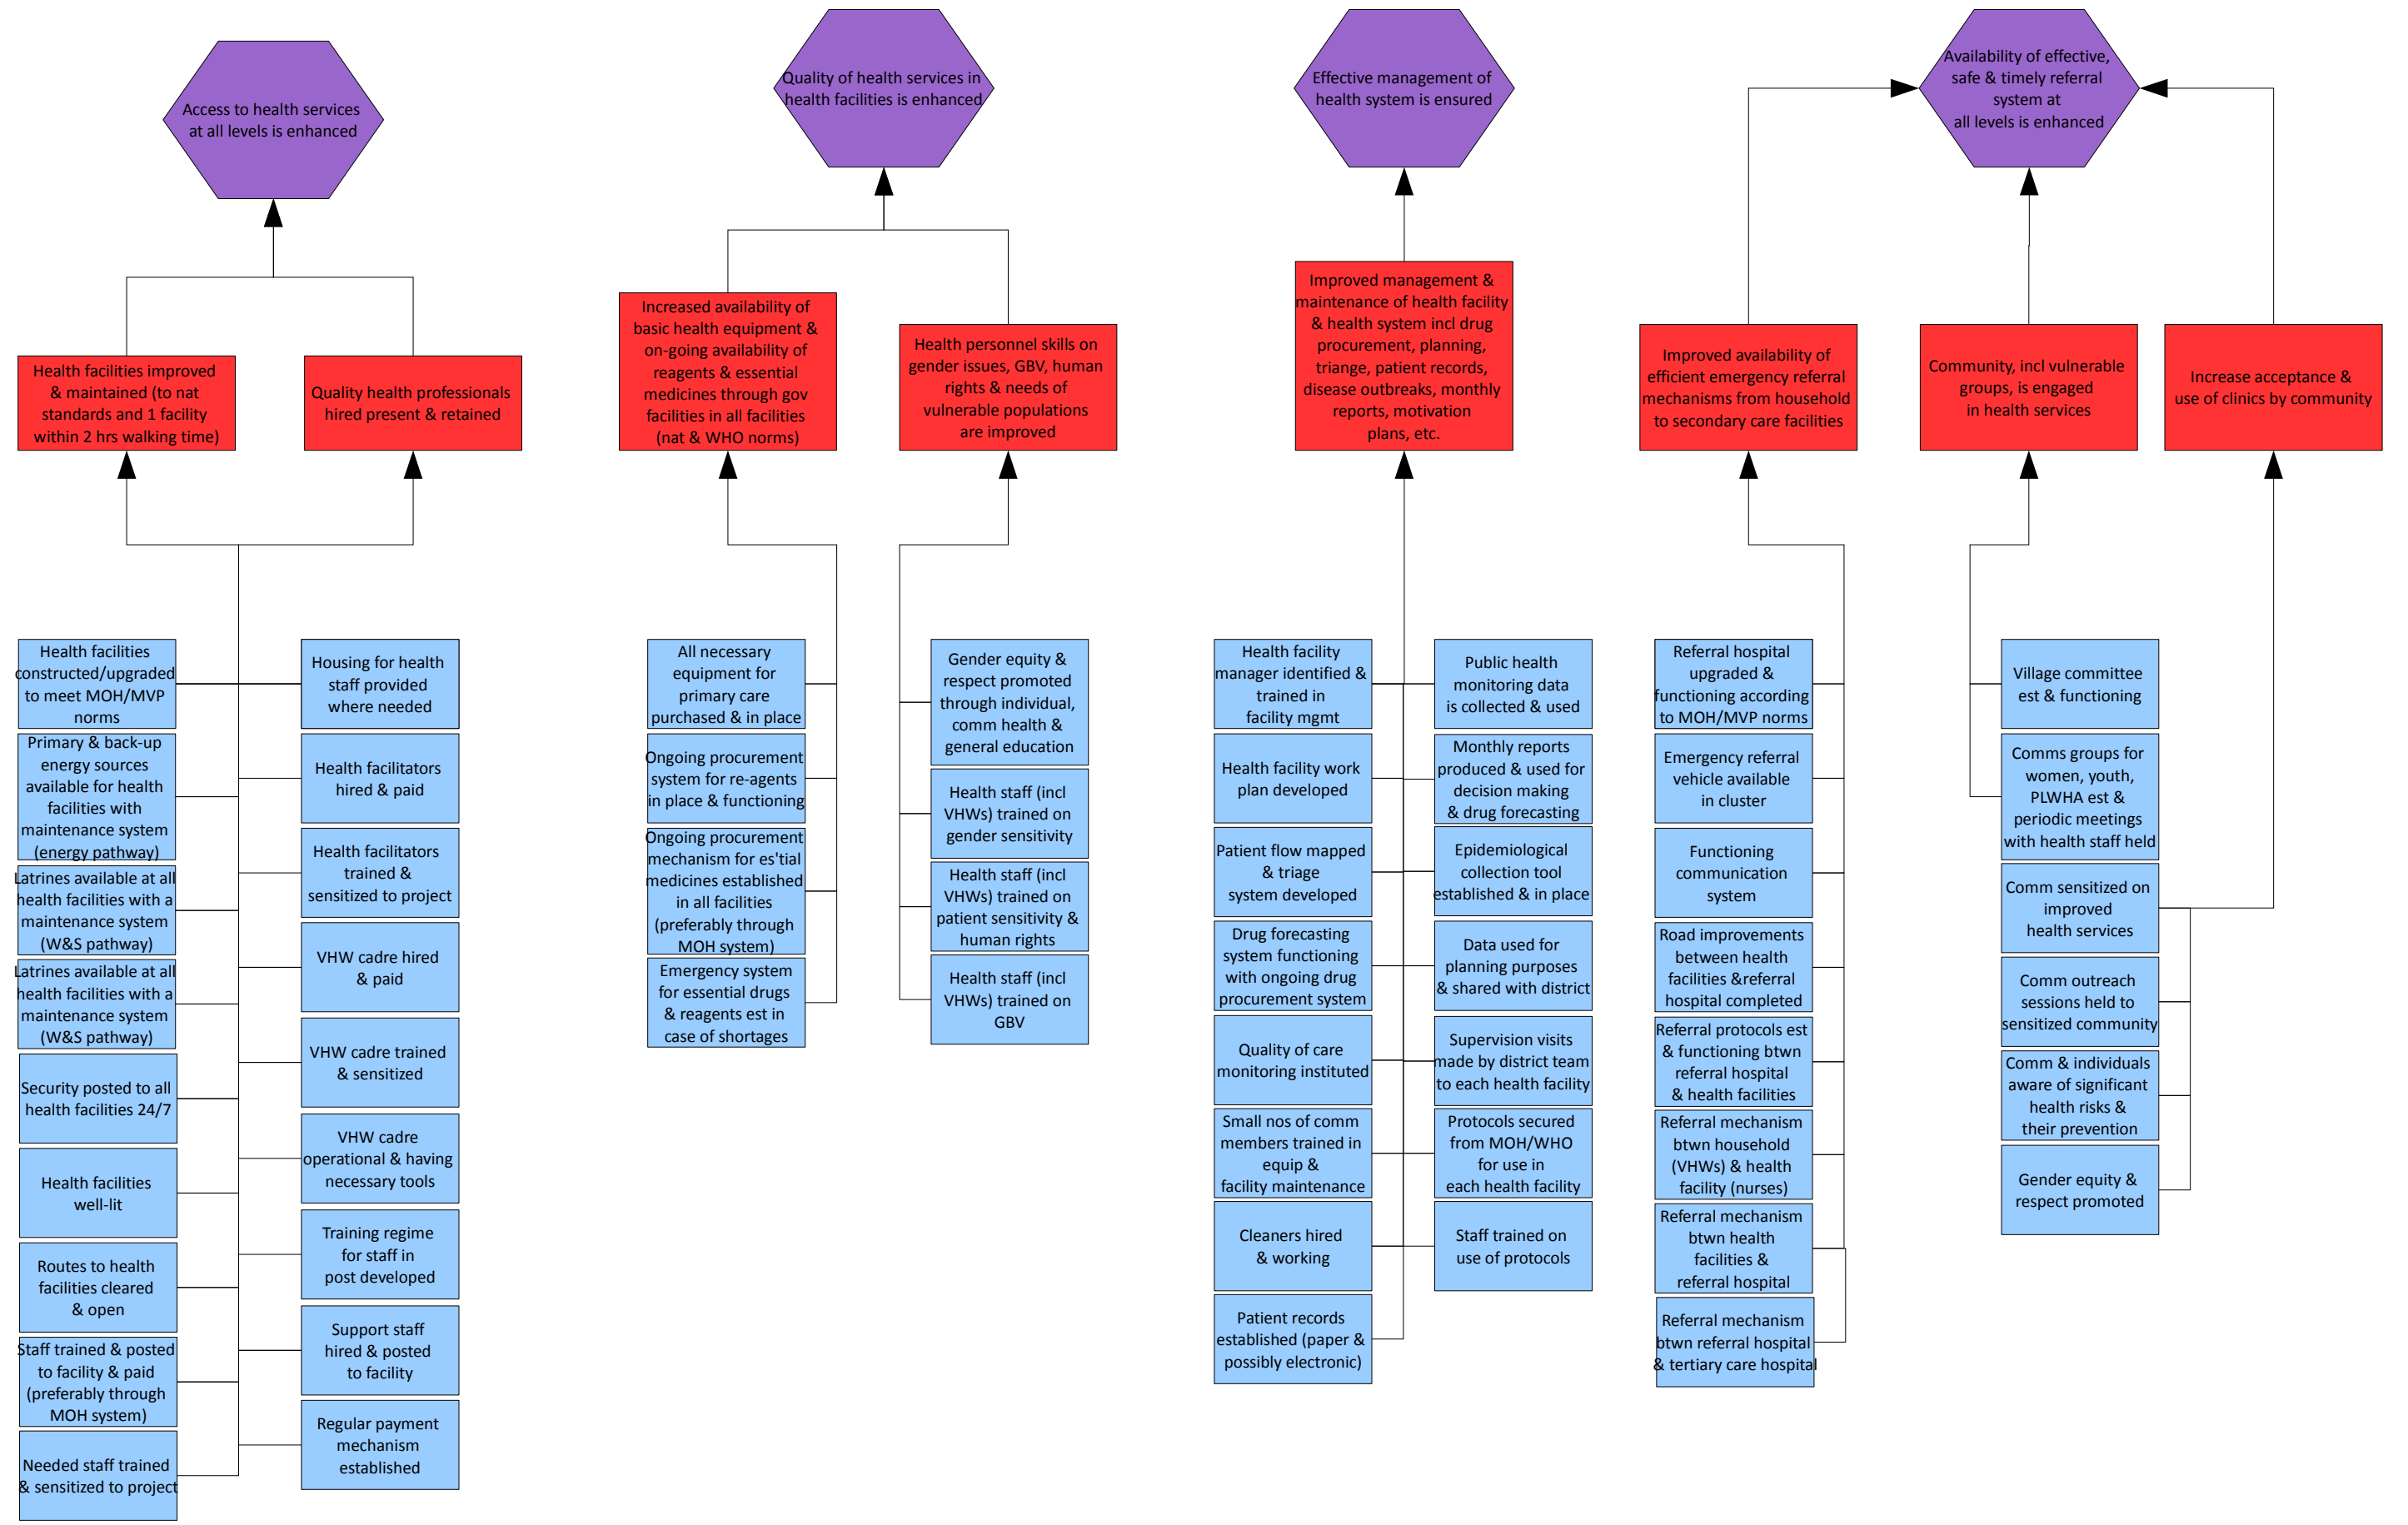 Access to health services
at all levels is enhanced
Quality of health services in
health facilities is enhanced
Effective management of
health system is ensured
Availability of effective,
safe & timely referral
system at
all levels is enhanced
Health facilities improved
& maintained (to nat
standards and 1 facility
within 2 hrs walking time)
Quality health professionals
hired present & retained
Increased availability of
basic health equipment &
on-going availability of
reagents & essential
medicines through gov
facilities in all facilities
(nat & WHO norms)
Health personnel skills on
gender issues, GBV, human
rights & needs of
vulnerable populations
are improved
Improved management &
maintenance of health facility
& health system incl drug
procurement, planning,
triange, patient records,
disease outbreaks, monthly
reports, motivation
plans, etc.
Improved availability of
efficient emergency referral
mechanisms from household
to secondary care facilities
Community, incl vulnerable
groups, is engaged
in health services
Increase acceptance &
use of clinics by community
Health facilities
constructed/upgraded
to meet MOH/MVP
norms
Primary & back-up
energy sources
available for health
facilities with
maintenance system
(energy pathway)
Latrines available at all
health facilities with a
maintenance system
(W&S pathway)
Latrines available at all
health facilities with a
maintenance system
(W&S pathway)
Security posted to all
health facilities 24/7
Health facilities
well-lit
Routes to health
facilities cleared
& open
Staff trained & posted
to facility & paid
(preferably through
MOH system)
Needed staff trained
& sensitized to project
Housing for health
staff provided
where needed
Health facilitators
hired & paid
Health facilitators
trained &
sensitized to project
VHW cadre hired
& paid
VHW cadre trained
& sensitized
VHW cadre
operational & having
necessary tools
Training regime
for staff in
post developed
Support staff
hired & posted
to facility
Regular payment
mechanism
established
All necessary
equipment for
primary care
purchased & in place
Ongoing procurement
system for re-agents
in place & functioning
Ongoing procurement
mechanism for es'tial
medicines established
in all facilities
(preferably through
MOH system)
Emergency system
for essential drugs
& reagents est in
case of shortages
Gender equity &
respect promoted
through individual,
comm health &
general education
Health staff (incl
VHWs) trained on
gender sensitivity
Health staff (incl
VHWs) trained on
patient sensitivity &
human rights
Health staff (incl
VHWs) trained on
GBV
Health facility
manager identified &
trained in
facility mgmt
Health facility work
plan developed
Patient flow mapped
& triage
system developed
Drug forecasting
system functioning
with ongoing drug
procurement system
Quality of care
monitoring instituted
Small nos of comm
members trained in
equip &
facility maintenance
Cleaners hired
& working
Patient records
established (paper &
possibly electronic)
Public health
monitoring data
is collected & used
Monthly reports
produced & used for
decision making
& drug forecasting
Epidemiological
collection tool
established & in place
Data used for
planning purposes
& shared with district
Supervision visits
made by district team
to each health facility
Protocols secured
from MOH/WHO
for use in
each health facility
Staff trained on
use of protocols
Referral hospital
upgraded &
functioning according
to MOH/MVP norms
Emergency referral
vehicle available
in cluster
Functioning
communication
system
Road improvements
between health
facilities &referral
hospital completed
Referral protocols est
& functioning btwn
referral hospital
& health facilities
Referral mechanism
btwn household
(VHWs) & health
facility (nurses)
Referral mechanism
btwn health
facilities &
referral hospital
Referral mechanism
btwn referral hospital
& tertiary care hospital
Village committee
est & functioning
Comms groups for
women, youth,
PLWHA est &
periodic meetings
with health staff held
Comm sensitized on
improved
health services
Comm outreach
sessions held to
sensitized community
Comm & individuals
aware of significant
health risks &
their prevention
Gender equity &
respect promoted